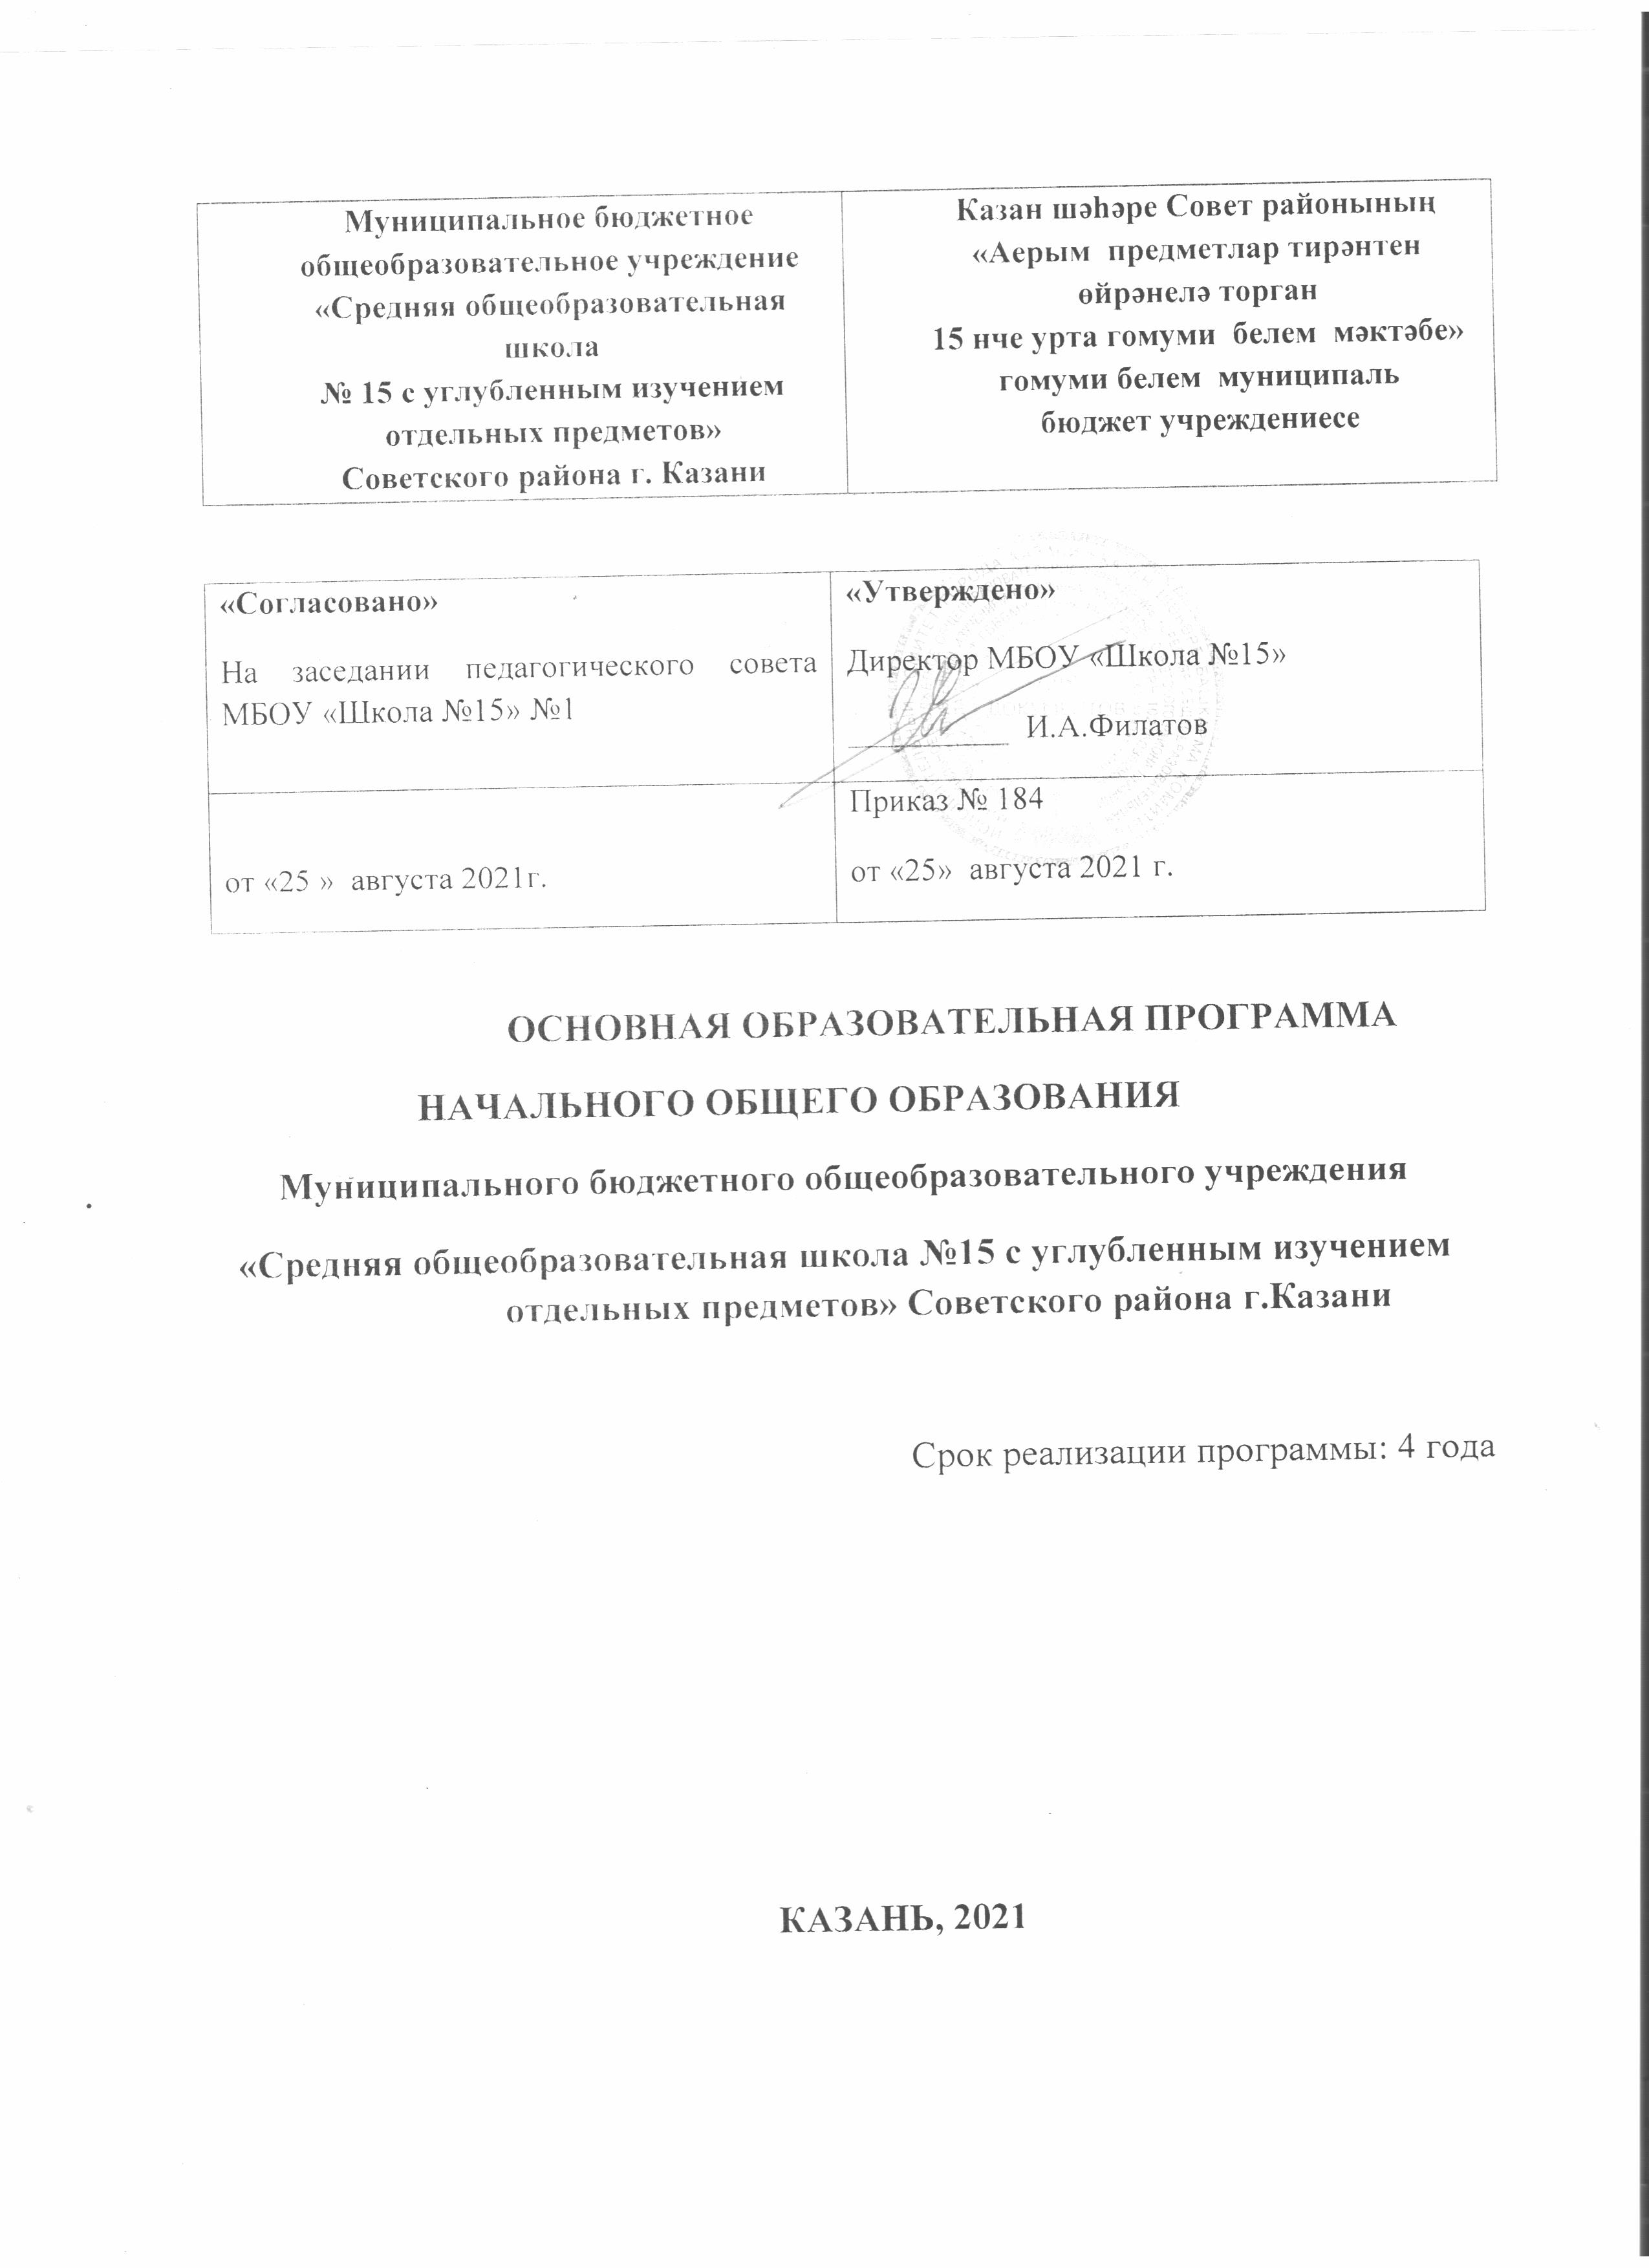 Муниципальное бюджетное
общеобразовательное учреждение
«Средняя общеобразовательная
школа
№ 15 с углубленным изучением
отдельных предметов»
Советского района г. Казани
Казан шәһәре Совет районының
«Аерым предметлар тирәнтен
өйрәнелә торган
15 нче урта гомуми белем мәктәбе»
гомуми белем муниципаль
бюджет учреждениесе
«Согласовано»
На заседании педагогического совета
МБОУ «Школа №15» №1
от «25 » августа 2021г.
«Утверждено»
Директор МБОУ «Школа №15»
__________ И.А.Филатов
Приказ № 184
от «25» августа 2021 г.
ОСНОВНАЯ ОБРАЗОВАТЕЛЬНАЯ ПРОГРАММА
НАЧАЛЬНОГО ОБЩЕГО ОБРАЗОВАНИЯ
Муниципального бюджетного общеобразовательного учреждения
«Средняя общеобразовательная школа №15 с углубленным изучением
отдельных предметов» Советского района г.Казани
Срок реализации программы: 4 года
КАЗАНЬ, 2021